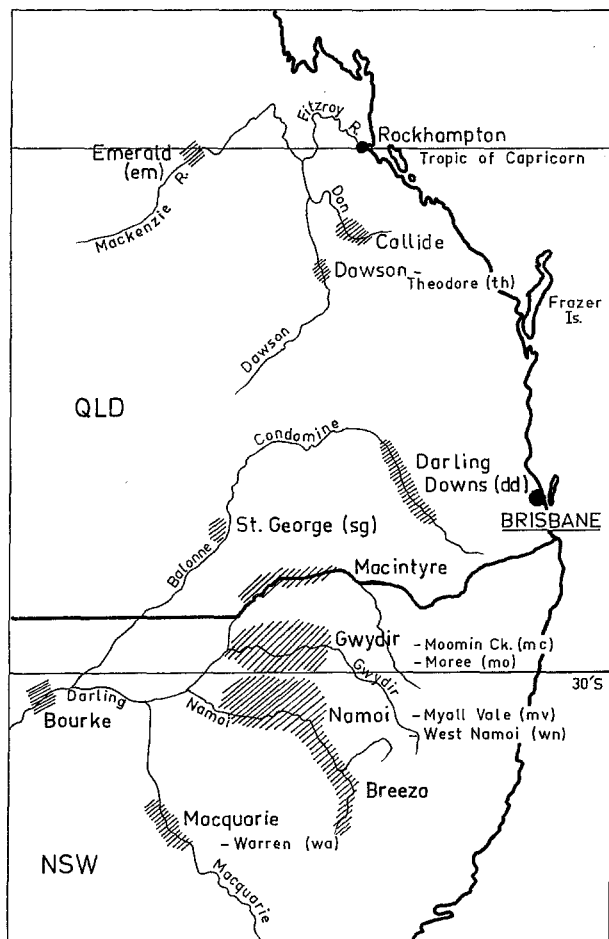 Fitzroy R.
Rockhampton
Tropic of Capricorn
Emerald
(em)
Mackenzie R.
Don
Callide
Dawson -
Theodore (th)
Frazer
Is.
Dawson
QLD
Condomine
Darling
Downs (dd)
BRISBANE
St. George (sg)
Balonne
Macintyre
Gwydir
- Moomin Ck. (mc)
- Moree (mo)
Gwydir
30°S
Darling
Bourke
Namoi
Namoi
- Myall Vale (mv)
- West Namoi (wn)
Breeza
Macquarie
- Warren (wa)
NSW
Macquarie